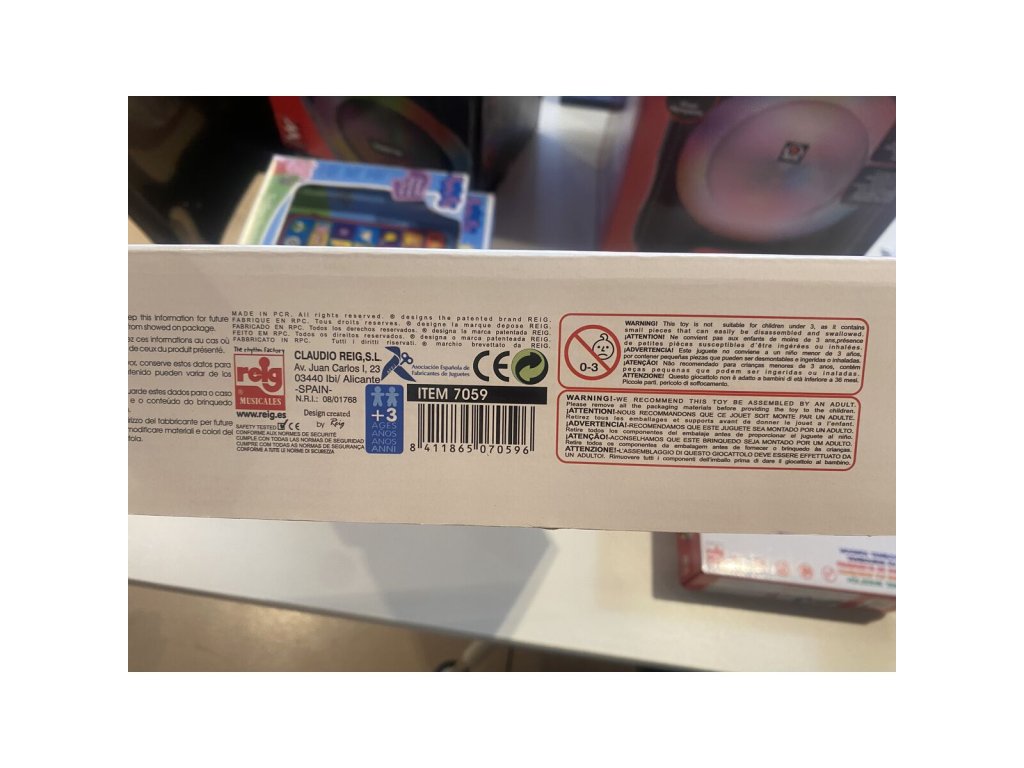 ep this information for future
rom showed on package.
z ces informations au cas où
de ceux du produit présenté.
or, conserve estos datos para
tenido pueden variar de los
uarde estes dados para o caso
e o conteúdo do brinquedo
rizzo del fabbricante per future
modificare materiali e colori del
tola.
MADE IN PCR. All rights reserved. ® designs the patented brand REIG.
FABRIQUE EN RPC. Tous droits reserves. ® designe la marque depose REIG.
FABRICADO EN RPC. Todos los derechos reservados. ® designa la marca patentada REIG.
FEITO EM RPC. Todos os direitos reservados. ® designa o marca patenteada REIG.
FABBRICATO IN RPC. Tutti i diritti riservati. ® marchio brevettato da REIG.
The rhythm Factory
reig
MUSICALES
www.reig.es
CLAUDIO REIG,S.L
Av. Juan Carlos I, 23
03440 Ibi/ Alicante
-SPAIN-
N.R.I.: 08/01768
Design created
by Reig
SAFETY TESTED CE
CONFORME AUX NORMES DE SECURITÉ
CUMPLE CON TODAS LAS NORMAS DE SEGURIDAD
CUMPRE COM TODAS AS NORMAS DE SEGURANÇA
CONFORME A TUTTE LE NORME DI SICUREZZA
Asociación Española de
Fabricantes de Juguetes
+3
AGES
ANS
AÑOS
ANOS
ANNI
CE
ITEM 7059
8 411865 070596
0-3
WARNING! This toy is not suitable for children under 3, as it contains
small pieces that can easily be disassembled and swallowed.
¡ATTENTION! Ne convient pas aux enfants de moins de 3 ans,présence
de petites pièces susceptibles d'être ingérées ou inhalées.
¡ADVERTENCIA! Este juguete no conviene a un niño menor de 3 años,
por contener pequeñas piezas que pueden ser desmontables e ingeridas o inhaladas.
¡ATENÇÃO! Não recomendado para crianças menores de 3 anos, contém
peças pequenas que podem ser ingeridas ou inaladas.
ATTENZIONE! Questo giocattolo non è adatto a bambini di età inferiore a 36 mesi.
Piccole parti. pericolo di soffocamento.
WARNING!-WE RECOMMEND THIS TOY BE ASSEMBLED BY AN ADULT.
Please remove all the packaging materials before providing the toy to the children.
¡ATTENTION!-NOUS RECOMMANDONS QUE CE JOUET SOIT MONTE PAR UN ADULTE.
Retirez tous les emballages et supports avant de donner le jouet a l'enfant.
¡ADVERTENCIA!-RECOMENDAMOS QUE ESTE JUGUETE SEA MONTADO POR UN ADULTO.
Retire todos los componentes del embalaje antes de proporcionar el juguete al niño.
¡ATENÇÃO!-ACONSELHAMOS QUE ESTE BRINQUEDO SEJA MONTADO POR UM ADULTO.
Retire todos os componentes da embalagem antes de fornecer o brinquedo às crianças.
ATTENZIONE!-L'ASSEMBLAGGIO DI QUESTO GIOCATTOLO DEVE ESSERE EFFETTUATO DA
UN ADULTO!. Rimuovere tutti i componenti dell'imballo prima di dare il giocattolo al bambino.